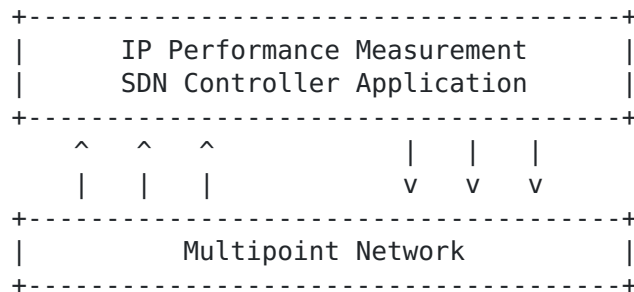 IP Performance Measurement
SDN Controller Application
Multipoint Network